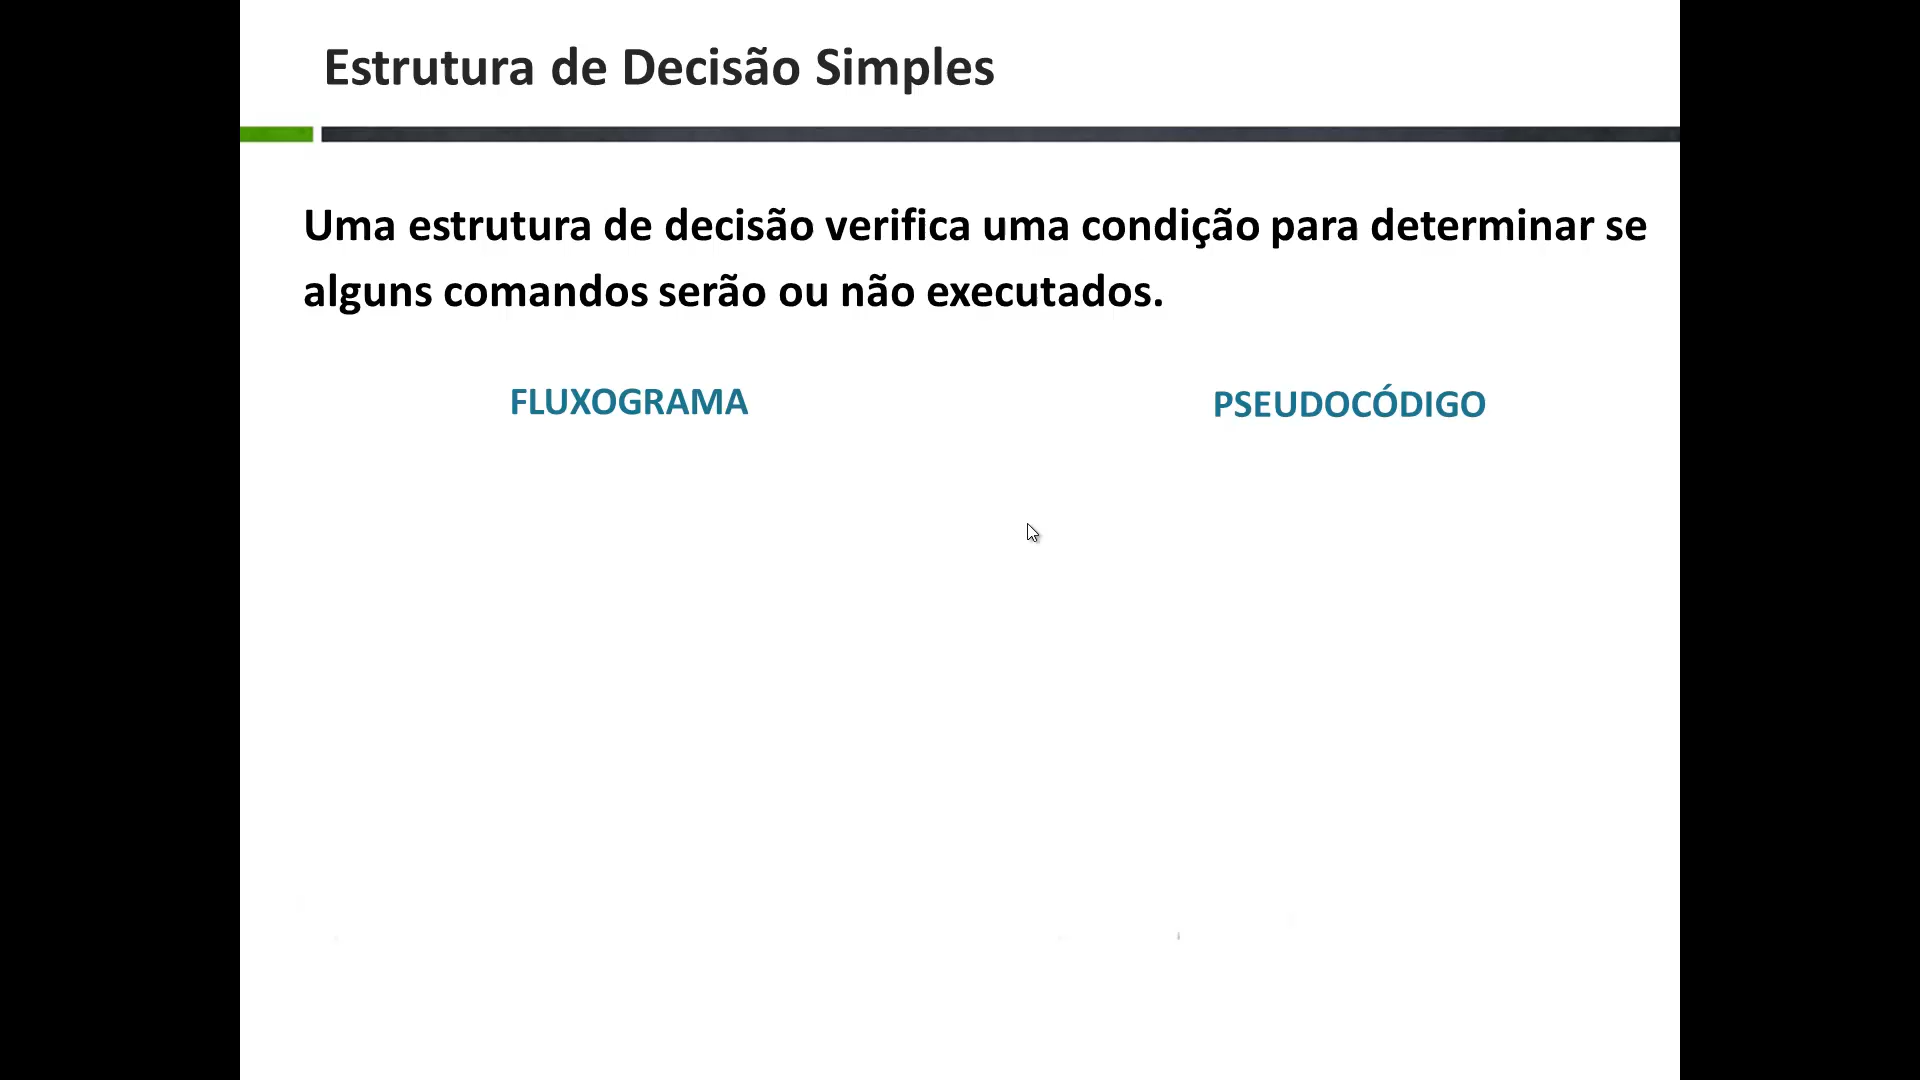 Estrutura de Decisão Simples
Uma estrutura de decisão verifica uma condição para determinar se
alguns comandos serão ou não executados.
FLUXOGRAMA
PSEUDOCÓDIGO